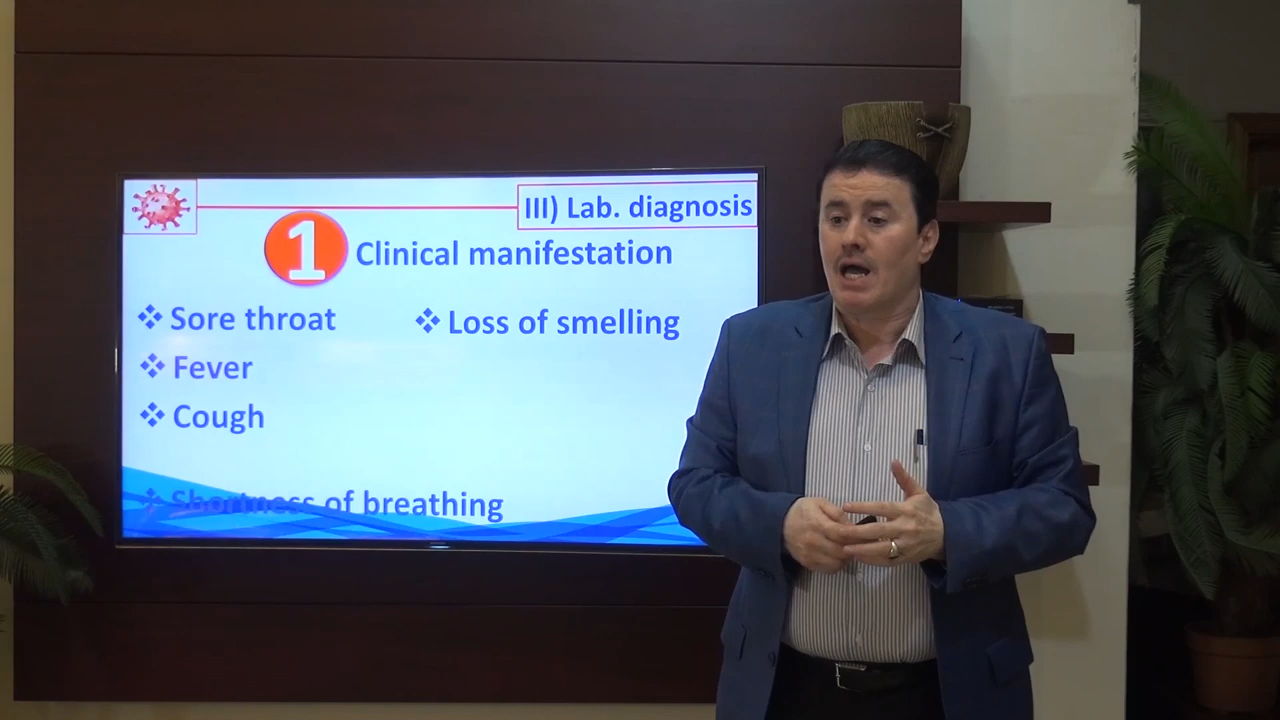 III) Lab. diagnosis
1 Clinical manifestation
❖ Sore throat
❖ Loss of smelling
❖ Fever
❖ Cough
❖ Shortness of breathing